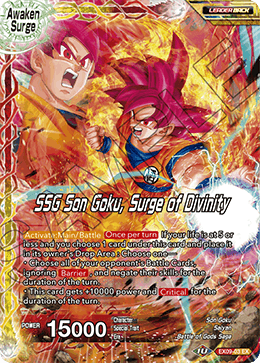 Awaken
Surge
LEADER BACK
SSG Son Goku, Surge of Divinity
Activate Main/Battle Once per turn If your life is at 5 or
less and you choose 1 card under this card and place it
in its owner's Drop Area: Choose one—
• Choose all of your opponent's Battle Cards,
ignoring Barrier, and negate their skills for the
duration of the turn.
• This card gets +10000 power and Critical for the
duration of the turn.
POWER 15000
Character Son Goku
Special Trait Saiyan
Era Battle of Gods Saga
EX03-03 EX